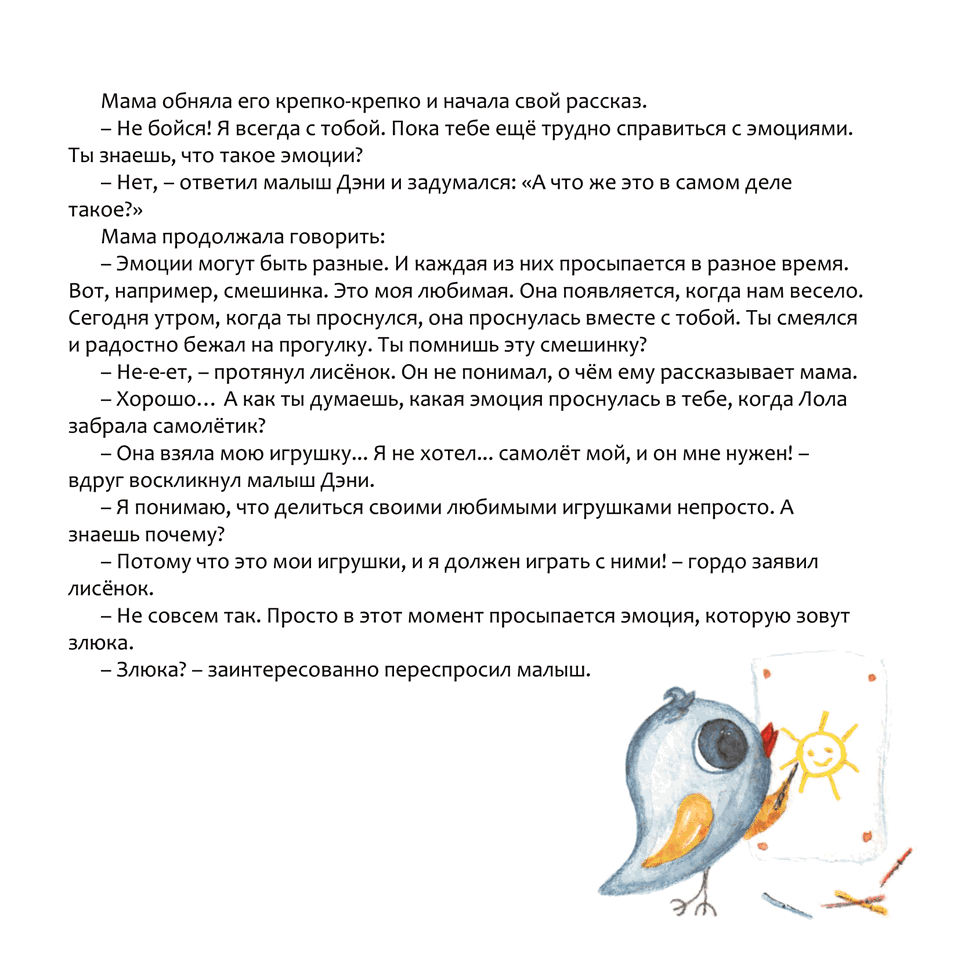 Мама обняла его крепко-крепко и начала свой рассказ.
– Не бойся! Я всегда с тобой. Пока тебе ещё трудно справиться с эмоциями.
Ты знаешь, что такое эмоции?
– Нет, – ответил малыш Дэни и задумался: «А что же это в самом деле
такое?»
Мама продолжала говорить:
– Эмоции могут быть разные. И каждая из них просыпается в разное время.
Вот, например, смешинка. Это моя любимая. Она появляется, когда нам весело.
Сегодня утром, когда ты проснулся, она проснулась вместе с тобой. Ты смеялся
и радостно бежал на прогулку. Ты помнишь эту смешинку?
– Не-е-ет, – протянул лисёнок. Он не понимал, о чём ему рассказывает мама.
– Хорошо… А как ты думаешь, какая эмоция проснулась в тебе, когда Лола
забрала самолётик?
– Она взяла мою игрушку... Я не хотел... самолёт мой, и он мне нужен! –
вдруг воскликнул малыш Дэни.
– Я понимаю, что делиться своими любимыми игрушками непросто. А
знаешь почему?
– Потому что это мои игрушки, и я должен играть с ними! – гордо заявил
лисёнок.
– Не совсем так. Просто в этот момент просыпается эмоция, которую зовут
злюка.
– Злюка? – заинтересованно переспросил малыш.